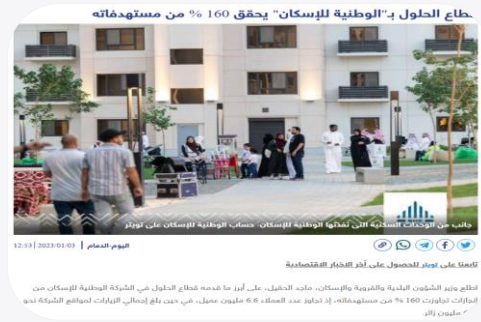 قطاع الحلول بـ"الوطنية للإسكان" يحقق 160 % من مستهدفاته
جانب من الوحدات السكنية التي نفذتها الوطنية للإسكان- حساب الوطنية للإسكان على تويتر
اليوم-الدمام | 2023/01/03 | 12:33
تابعنا على تويتر للحصول على آخر الاخبار الاقتصادية
اطلع وزير الشؤون البلدية والقروية والإسكان، ماجد الحقيل، على أبرز ما قدمه قطاع الحلول في الشركة الوطنية للإسكان من
انجازات تجاوزت 160 % من مستهدفاته، إذ تجاوز عدد العملاء 6.6 مليون عميل، في حين بلغ إجمالي الزيارات لمواقع الشركة نحو
مليون زائر.